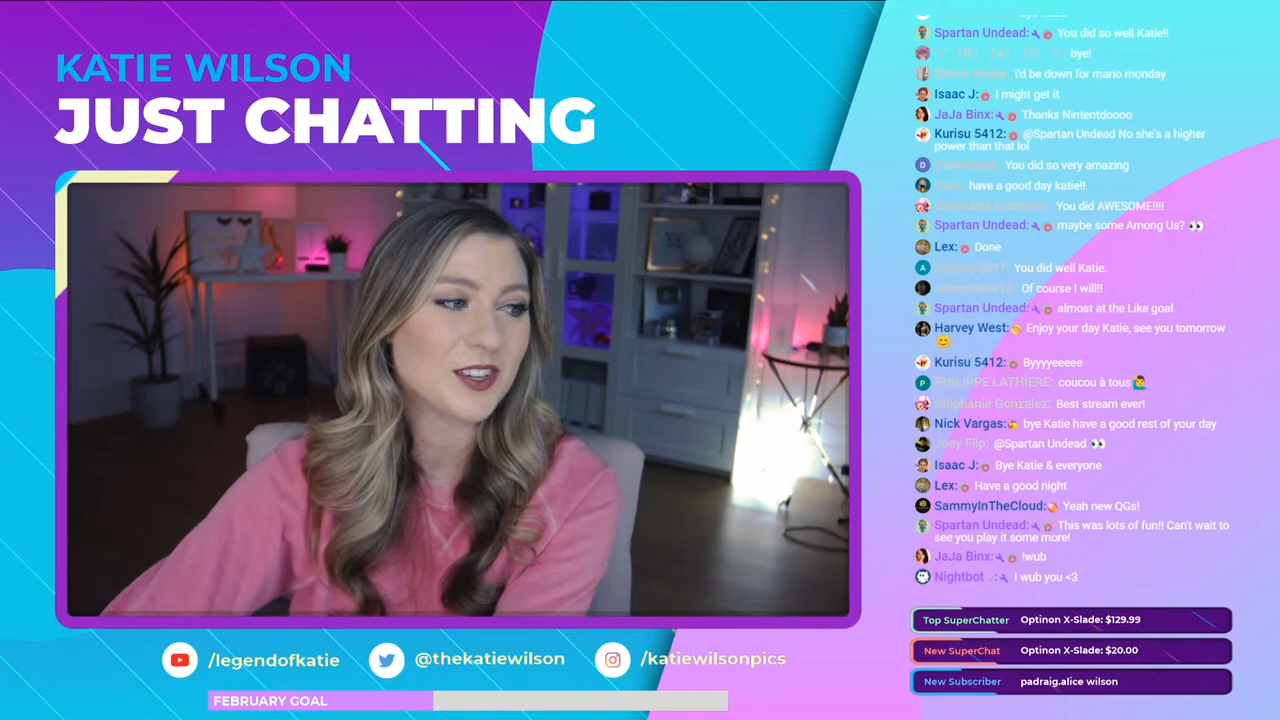 KATIE WILSON
JUST CHATTING
/legendofkatie
@thekatiewilson
/katiewilsonpics
FEBRUARY GOAL
Spartan Undead: You did so well Katie!!
bye!
i'd be down for mario monday
Isaac J: I might get it
JaJa Binx: Thanks Nintentdoooo
Kurisu 5412: @Spartan Undead No she's a higher
power than that lol
You did so very amazing
have a good day katie!!
You did AWESOME!!!!
Spartan Undead: maybe some Among Us? 👀
Lex: Done
You did well Katie.
Of course I will!!
Spartan Undead: almost at the Like goal
Harvey West: Enjoy your day Katie, see you tomorrow
😊
Kurisu 5412: Byyyyeeeee
PHILIPPE LATHIERE: coucou à tous 🙋‍♂️
Stephanie Gonzalez: Best stream ever!
Nick Vargas: bye Katie have a good rest of your day
Joey Flip: @Spartan Undead 👀
Isaac J: Bye Katie & everyone
Lex: Have a good night
SammyInTheCloud: Yeah new QGs!
Spartan Undead: This was lots of fun!! Can't wait to
see you play it some more!
JaJa Binx: !wub
Nightbot : I wub you <3
Top SuperChatter Optinon X-Slade: $129.99
New SuperChat Optinon X-Slade: $20.00
New Subscriber padraig.alice wilson